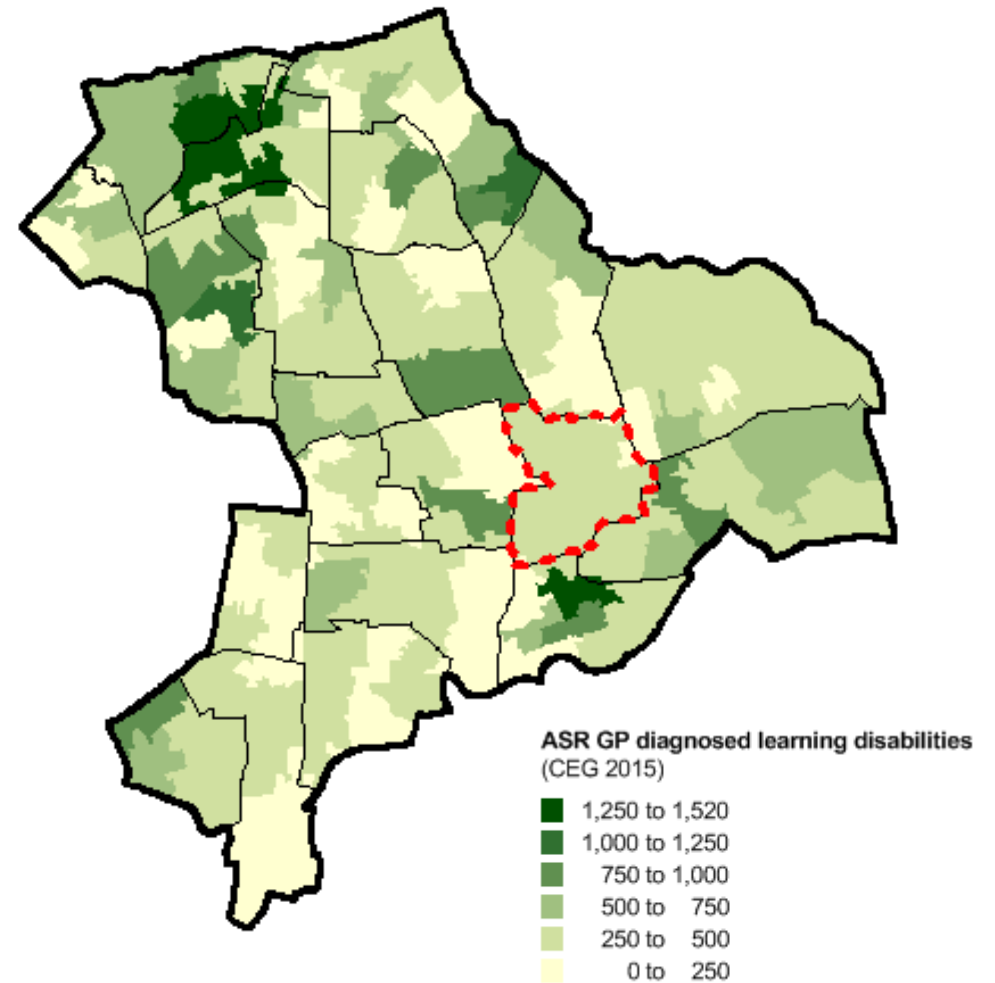 ASR GP diagnosed learning disabilities
(CEG 2015)
1,250 to 1,520
1,000 to 1,250
750 to 1,000
500 to 750
250 to 500
0 to 250